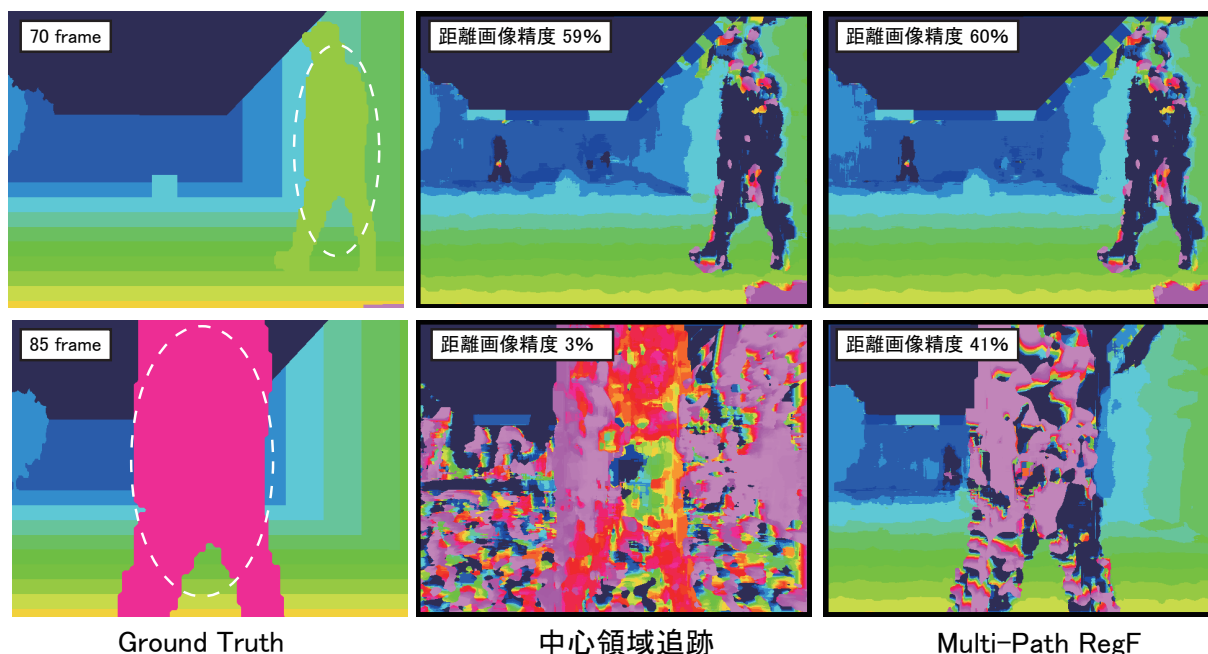 70 frame
距離画像精度 59%
距離画像精度 60%
85 frame
距離画像精度 3%
距離画像精度 41%
Ground Truth
中心領域追跡
Multi-Path RegF